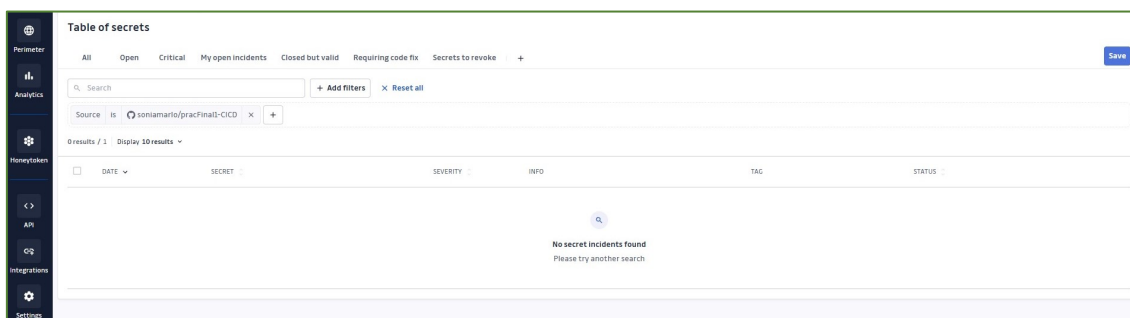 Table of secrets
Perimeter
All Open Critical My open incidents Closed but valid Requiring code fix Secrets to revoke +
Save
Search + Add filters × Reset all
Analytics
Source is soniamarlo/pracFinal1-CICD × +
0 results / 1 Display 10 results
Honeytoken
DATE SECRET SEVERITY INFO TAG STATUS
API
No secret incidents found
Please try another search
Integrations
Settings